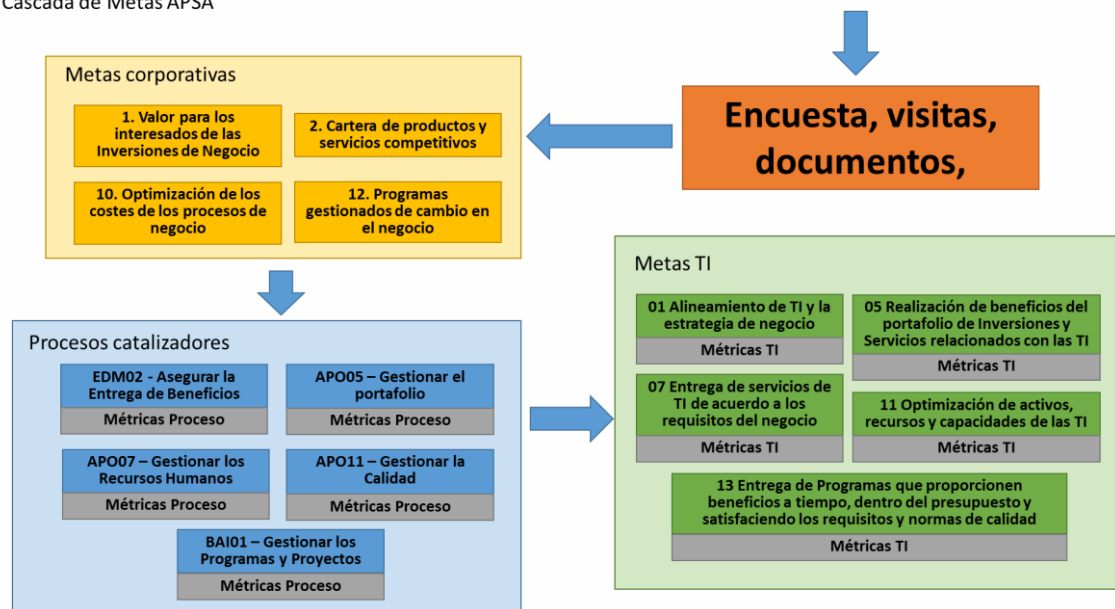 Cascada de Metas APSA
Encuesta, visitas,
documentos,
Metas corporativas
1. Valor para los
interesados de las
Inversiones de Negocio
2. Cartera de productos y
servicios competitivos
10. Optimización de los
costes de los procesos de
negocio
12. Programas
gestionados de cambio en
el negocio
Procesos catalizadores
EDM02 - Asegurar la
Entrega de Beneficios
Métricas Proceso
APO05 – Gestionar el
portafolio
Métricas Proceso
APO07 – Gestionar los
Recursos Humanos
Métricas Proceso
APO11 – Gestionar la
Calidad
Métricas Proceso
BAI01 – Gestionar los
Programas y Proyectos
Métricas Proceso
Metas TI
01 Alineamiento de TI y la
estrategia de negocio
Métricas TI
05 Realización de beneficios del
portafolio de Inversiones y
Servicios relacionados con las TI
Métricas TI
07 Entrega de servicios de
TI de acuerdo a los
requisitos del negocio
Métricas TI
11 Optimización de activos,
recursos y capacidades de las TI
Métricas TI
13 Entrega de Programas que proporcionen
beneficios a tiempo, dentro del presupuesto y
satisfaciendo los requisitos y normas de calidad
Métricas TI